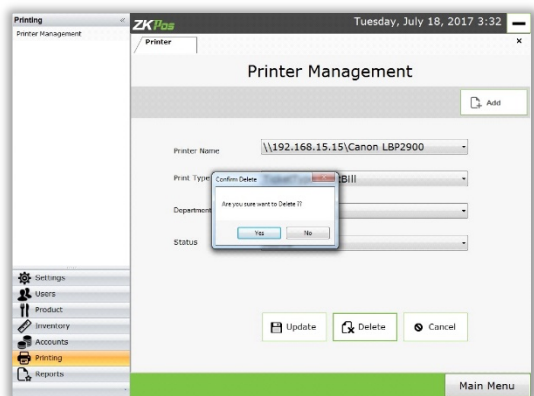 Printing «
Printer Management
ZKPos
Tuesday, July 18, 2017 3:32
Printer ×
Printer Management
Add
Printer Name \\192.168.15.15\Canon LBP2900
Print Type Bill
Confirm Delete
Are you sure want to Delete ??
Yes No
Department
Status
Update Delete Cancel
Settings
Users
Product
Inventory
Accounts
Printing
Reports
Main Menu